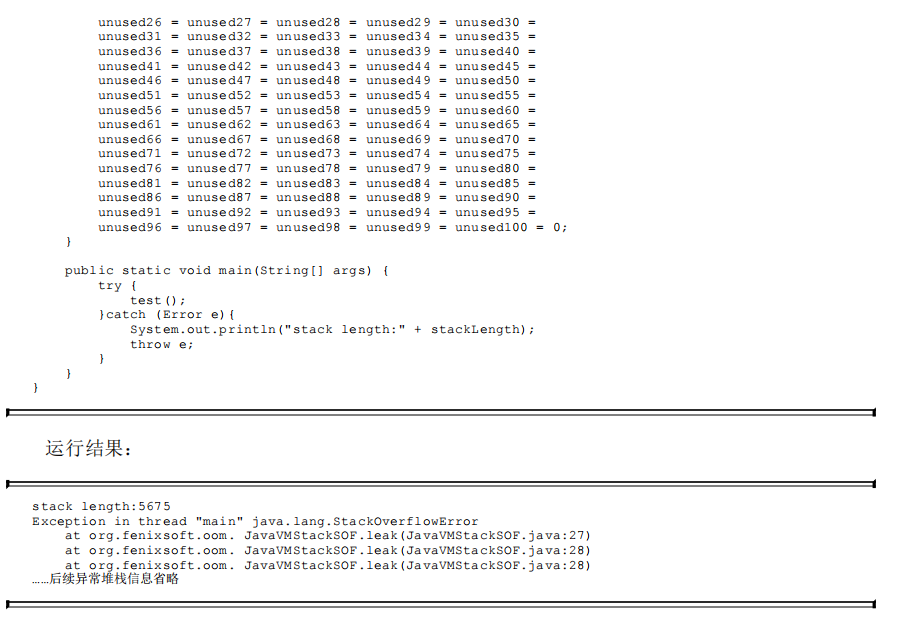 unused26 = unused27 = unused28 = unused29 = unused30 =
unused31 = unused32 = unused33 = unused34 = unused35 =
unused36 = unused37 = unused38 = unused39 = unused40 =
unused41 = unused42 = unused43 = unused44 = unused45 =
unused46 = unused47 = unused48 = unused49 = unused50 =
unused51 = unused52 = unused53 = unused54 = unused55 =
unused56 = unused57 = unused58 = unused59 = unused60 =
unused61 = unused62 = unused63 = unused64 = unused65 =
unused66 = unused67 = unused68 = unused69 = unused70 =
unused71 = unused72 = unused73 = unused74 = unused75 =
unused76 = unused77 = unused78 = unused79 = unused80 =
unused81 = unused82 = unused83 = unused84 = unused85 =
unused86 = unused87 = unused88 = unused89 = unused90 =
unused91 = unused92 = unused93 = unused94 = unused95 =
unused96 = unused97 = unused98 = unused99 = unused100 = 0;
}
public static void main(String[] args) {
try {
test();
}catch (Error e){
System.out.println("stack length:" + stackLength);
throw e;
}
}
}
运行结果：
stack length:5675
Exception in thread "main" java.lang.StackOverflowError
at org.fenixsoft.oom. JavaVMStackSOF.leak(JavaVMStackSOF.java:27)
at org.fenixsoft.oom. JavaVMStackSOF.leak(JavaVMStackSOF.java:28)
at org.fenixsoft.oom. JavaVMStackSOF.leak(JavaVMStackSOF.java:28)
……后续异常堆栈信息省略